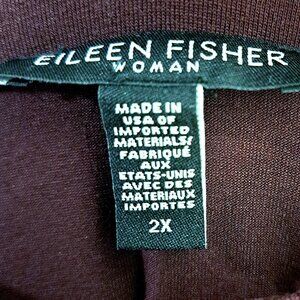 EILEEN FISHER
WOMAN
MADE IN
USA OF
IMPORTED
MATERIALS/
FABRIQUÉ
AUX
ETATS-UNIS
AVEC DES
MATERIAUX
IMPORTES
2X